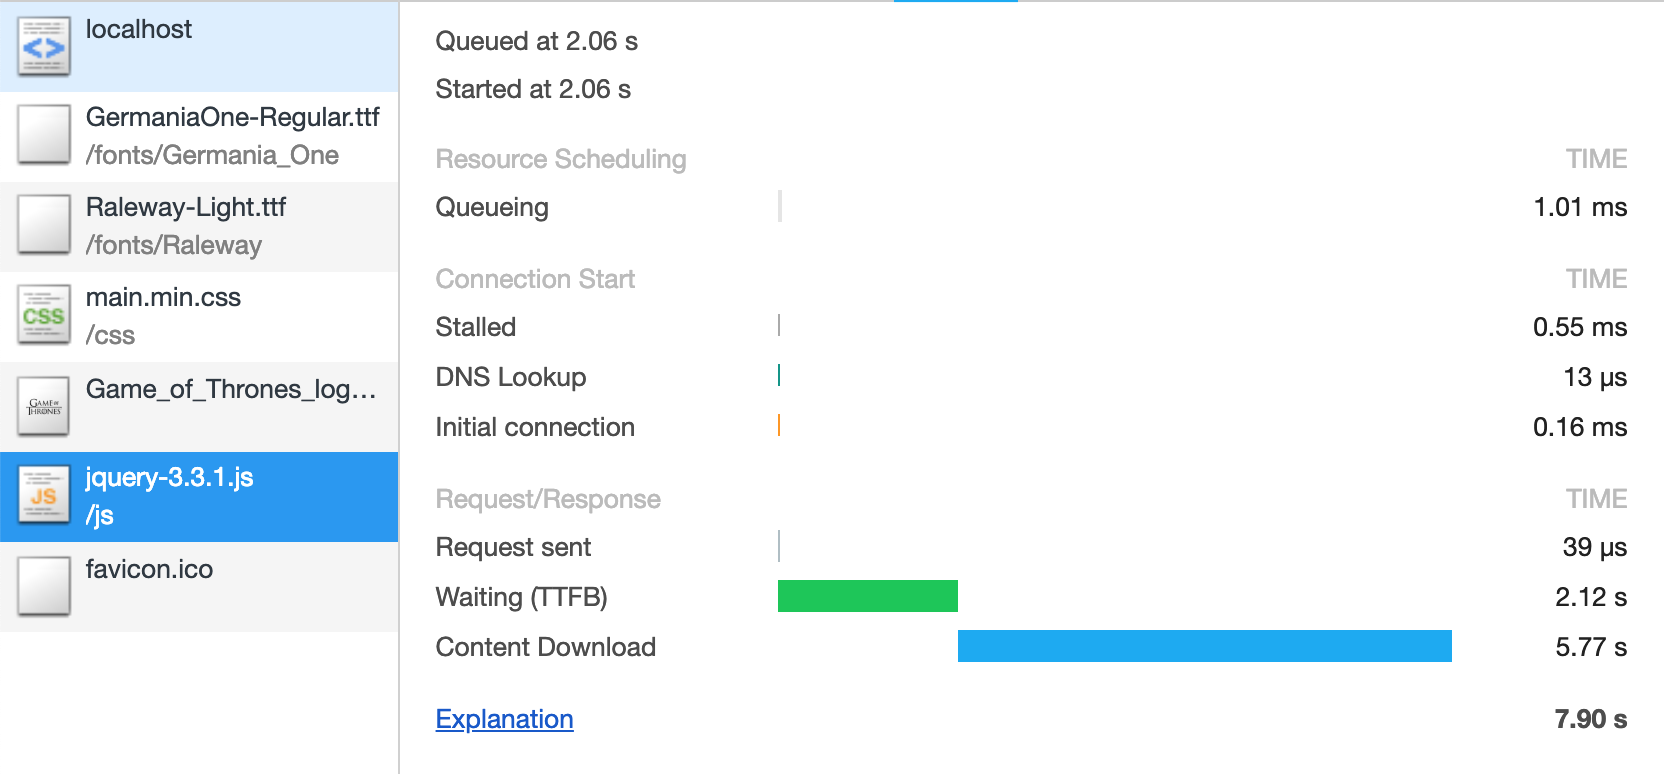 localhost
GermaniaOne-Regular.ttf
/fonts/Germania_One
Raleway-Light.ttf
/fonts/Raleway
CSS
main.min.css
/css
GAME OF
THRONES
Game_of_Thrones_log...
JS
jquery-3.3.1.js
/js
favicon.ico
Queued at 2.06 s
Started at 2.06 s
Resource Scheduling TIME
Queueing 1.01 ms
Connection Start TIME
Stalled 0.55 ms
DNS Lookup 13 μs
Initial connection 0.16 ms
Request/Response TIME
Request sent 39 μs
Waiting (TTFB) 2.12 s
Content Download 5.77 s
Explanation 7.90 s